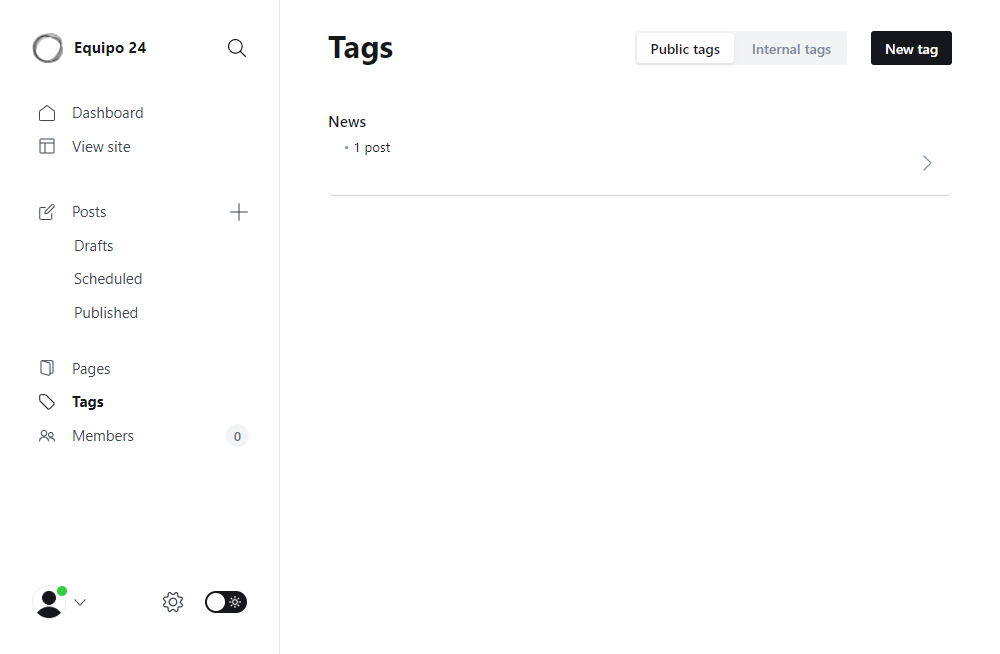 Equipo 24
Dashboard
View site
Posts
Drafts
Scheduled
Published
Pages
Tags
Members
0
Tags
Public tags
Internal tags
New tag
News
• 1 post